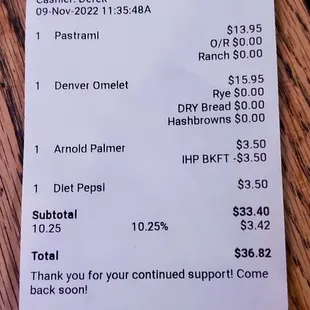 Cashier: Derek
09-Nov-2022 11:35:48A
1 Pastrami $13.95
O/R $0.00
Ranch $0.00
1 Denver Omelet $15.95
Rye $0.00
DRY Bread $0.00
Hashbrowns $0.00
1 Arnold Palmer $3.50
IHP BKFT -$3.50
1 Diet Pepsi $3.50
Subtotal $33.40
10.25 10.25% $3.42
Total $36.82
Thank you for your continued support! Come
back soon!